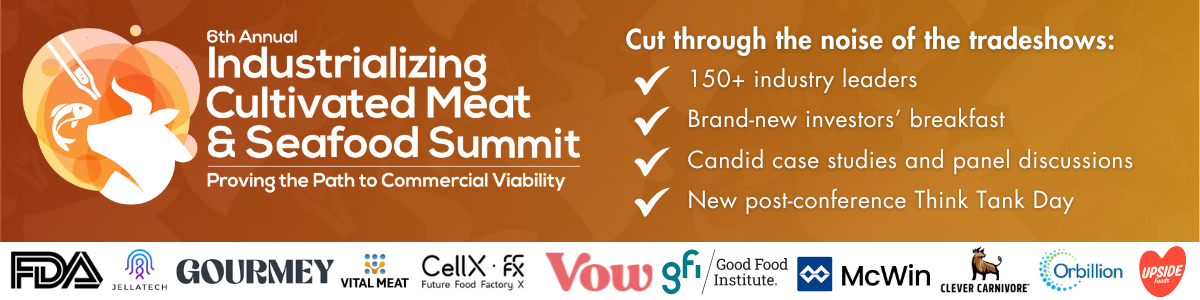 6th Annual
Industrializing
Cultivated Meat
& Seafood Summit
Proving the Path to Commercial Viability
Cut through the noise of the tradeshows:
150+ industry leaders
Brand-new investors' breakfast
Candid case studies and panel discussions
New post-conference Think Tank Day
FDA
JELLATECH
GOURMEY
VITAL MEAT
CellX · FFX
Future Food Factory X
Vow
gfi
Good Food
Institute®
McWin
CLEVER CARNIVORE
Orbillion
UPSIDE
Foods